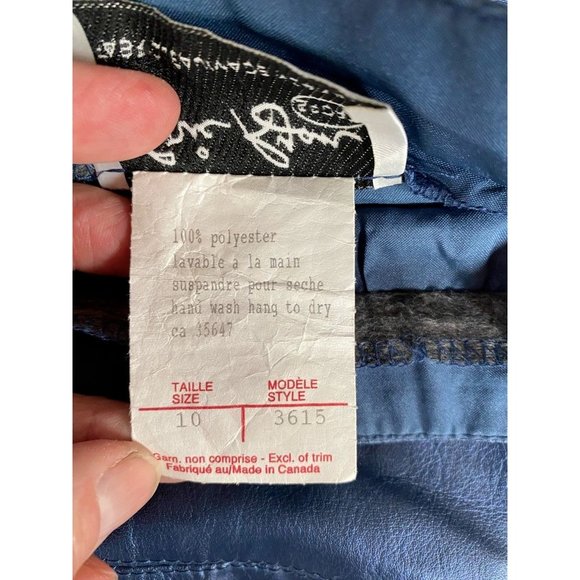 100% polyester
lavable à la main
suspandre pour seche
hand wash hang to dry
ca 35647
TAILLE MODÈLE
SIZE STYLE
10 3615
Garn. non comprise - Excl. of trim
Fabriqué au/Made in Canada